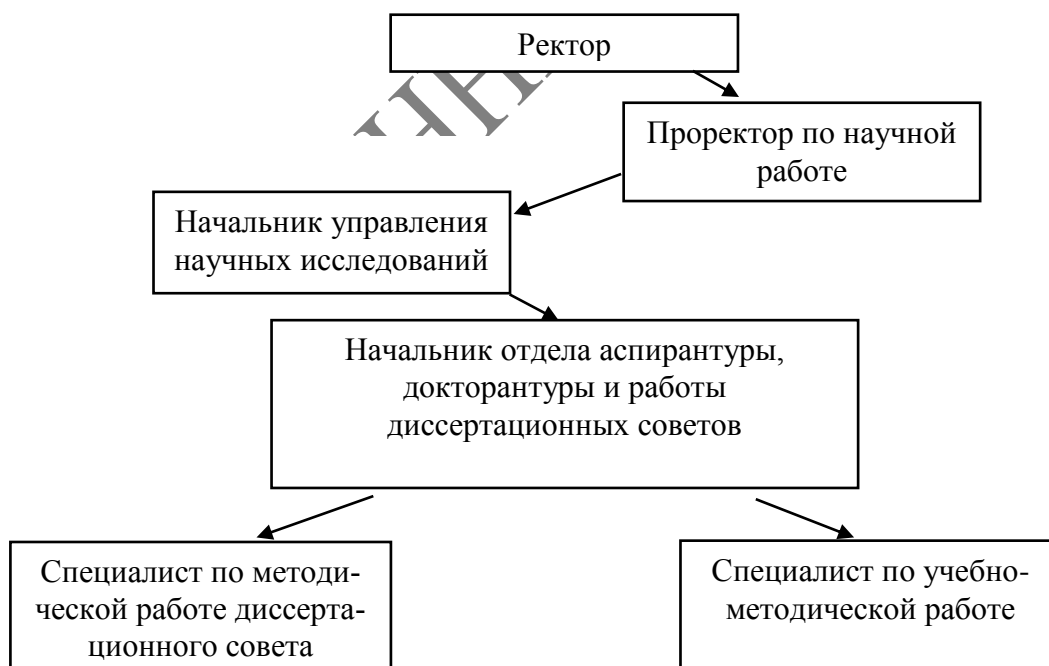 Ректор
Проректор по научной
работе
Начальник управления
научных исследований
Начальник отдела аспирантуры,
докторантуры и работы
диссертационных советов
Специалист по методи-
ческой работе диссерта-
ционного совета
Специалист по учебно-
методической работе